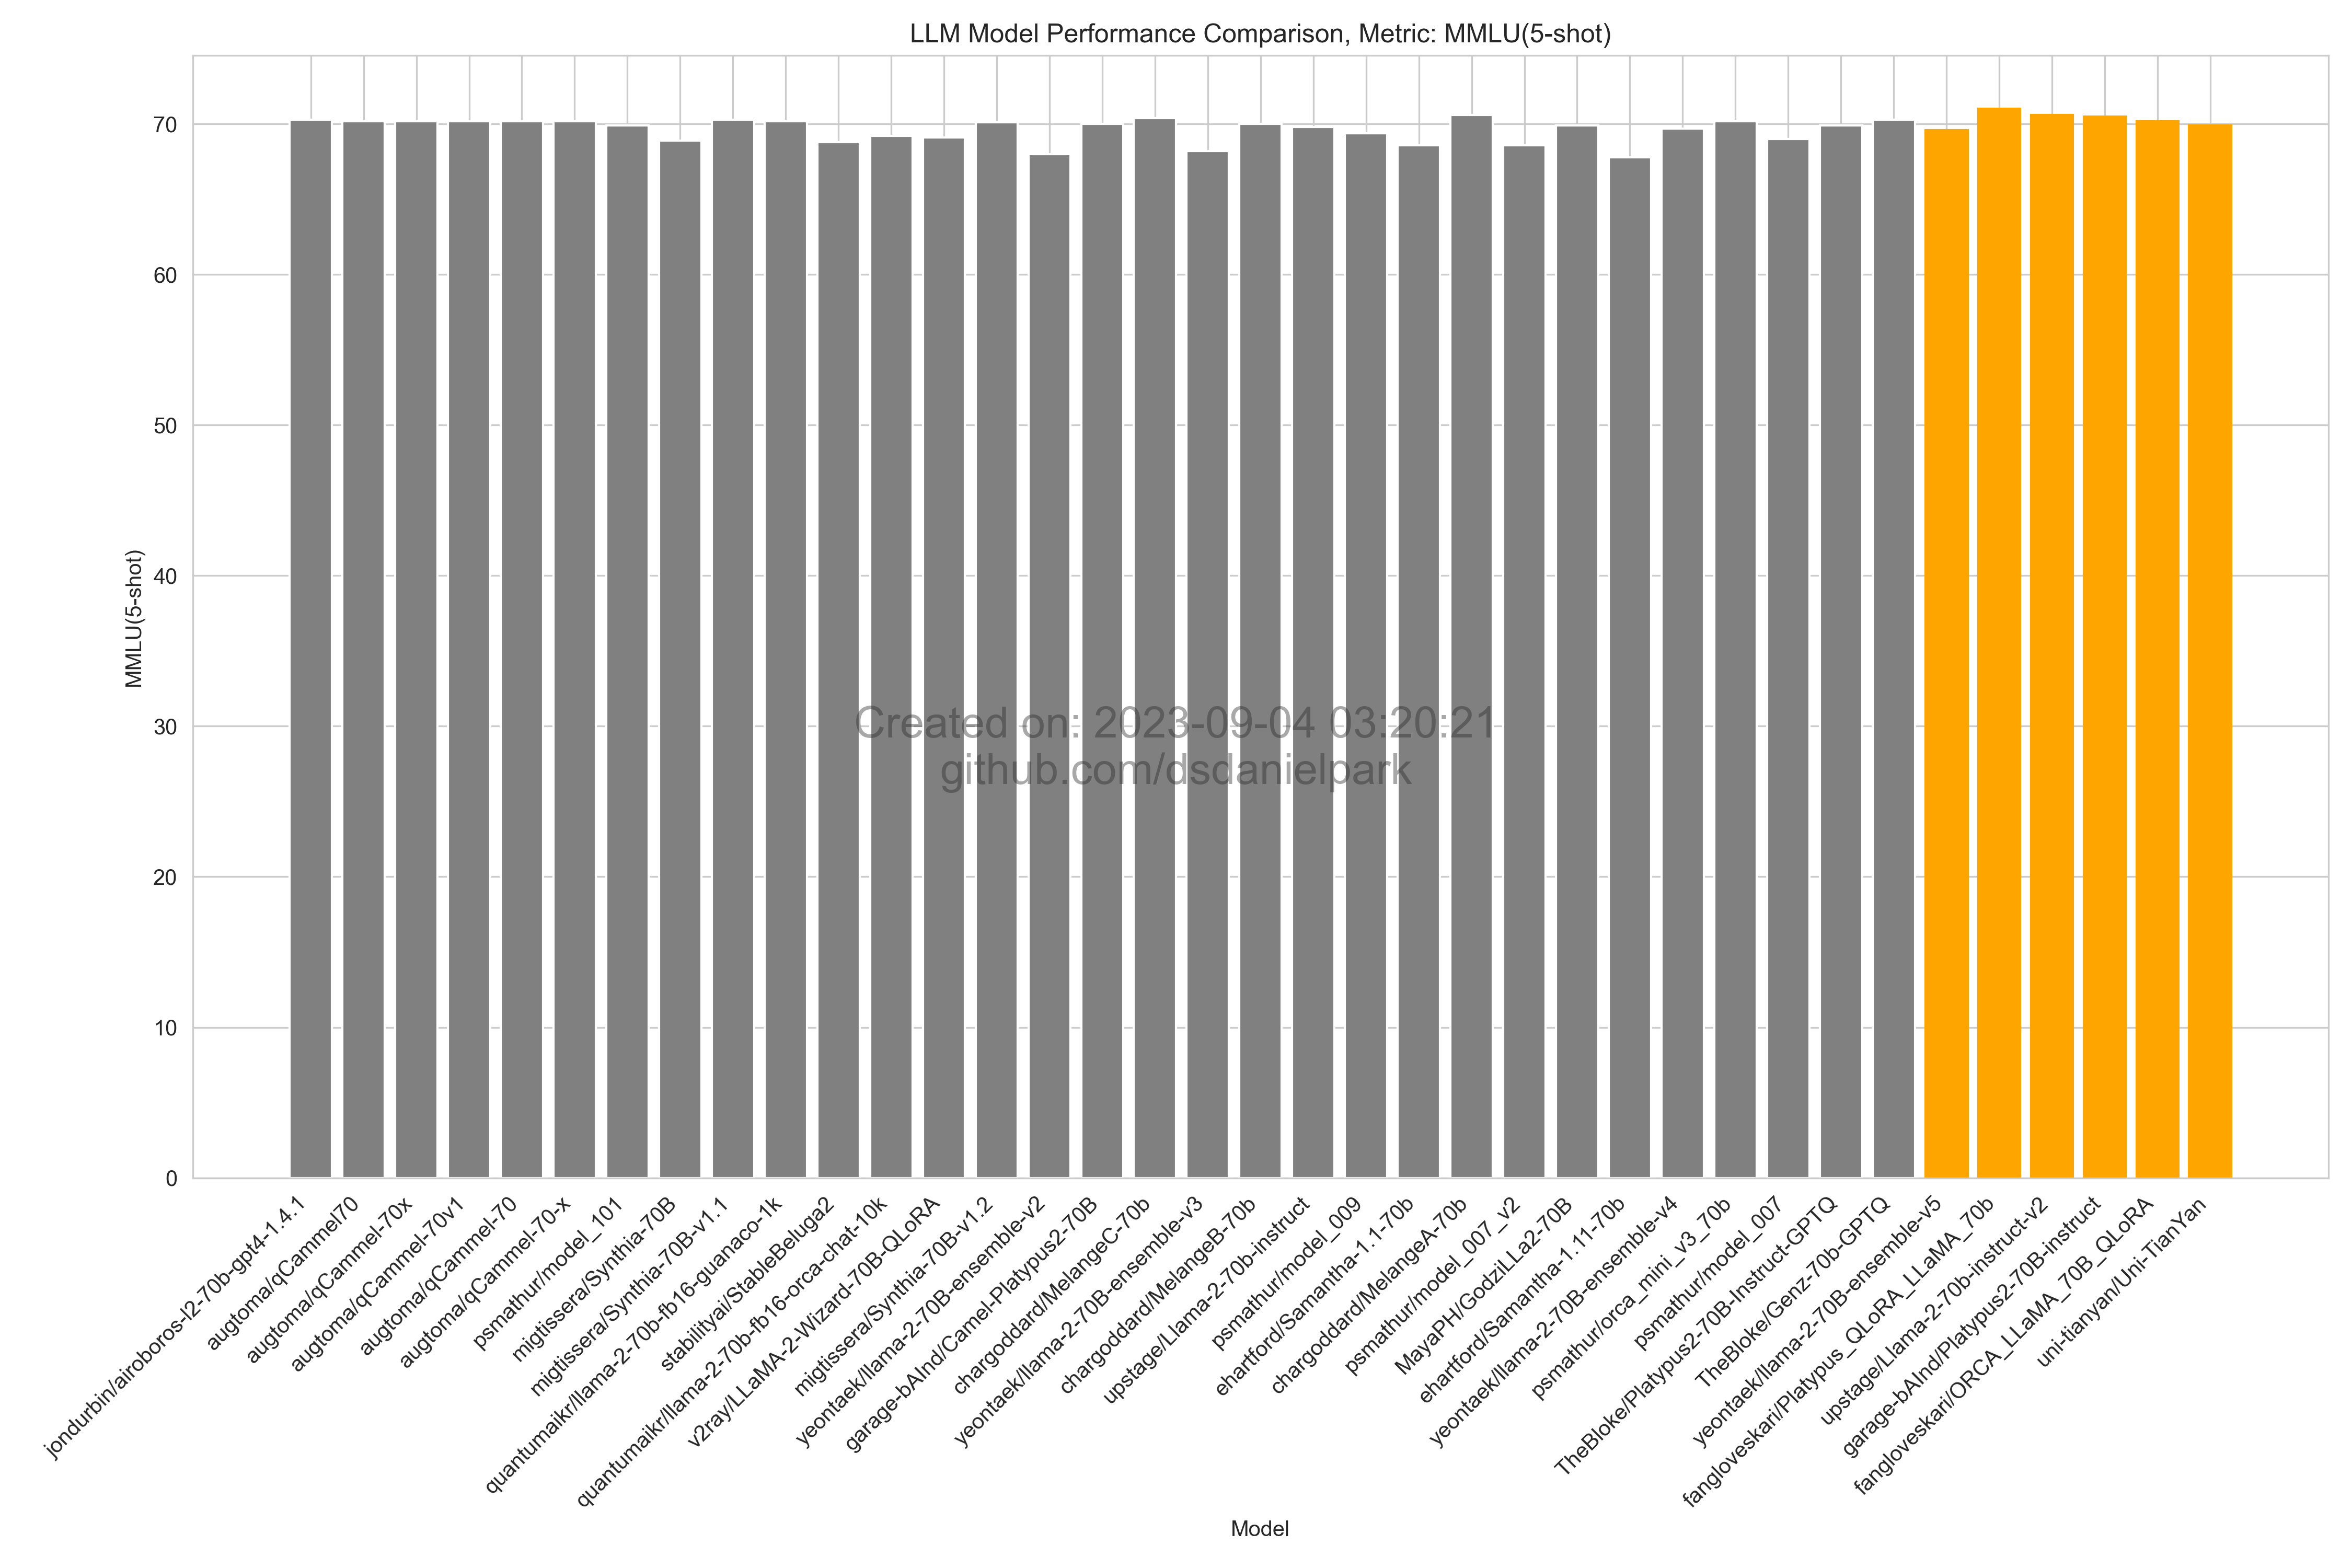 LLM Model Performance Comparison, Metric: MMLU(5-shot)
MMLU(5-shot)
70
60
50
40
30
20
10
0
Created on: 2023-09-04 03:20:21
github.com/dsdanielpark
jondurbin/airoboros-l2-70b-gpt4-1.4.1
augtoma/qCammel70
augtoma/qCammel-70x
augtoma/qCammel-70v1
augtoma/qCammel-70
augtoma/qCammel-70-x
psmathur/model_101
migtissera/Synthia-70B
migtissera/Synthia-70B-v1.1
quantumaikr/llama-2-70b-fb16-guanaco-1k
stabilityai/StableBeluga2
quantumaikr/llama-2-70b-fb16-orca-chat-10k
v2ray/LLaMA-2-Wizard-70B-QLoRA
migtissera/Synthia-70B-v1.2
yeontaek/llama-2-70B-ensemble-v2
garage-bAInd/Camel-Platypus2-70B
chargoddard/MelangeC-70b
yeontaek/llama-2-70B-ensemble-v3
chargoddard/MelangeB-70b
upstage/Llama-2-70b-instruct
psmathur/model_009
ehartford/Samantha-1.1-70b
chargoddard/MelangeA-70b
psmathur/model_007_v2
MayaPH/GodziLLa2-70B
ehartford/Samantha-1.11-70b
yeontaek/llama-2-70B-ensemble-v4
psmathur/orca_mini_v3_70b
psmathur/model_007
TheBloke/Platypus2-70B-Instruct-GPTQ
TheBloke/Genz-70b-GPTQ
yeontaek/llama-2-70B-ensemble-v5
fangloveskari/Platypus_QLoRA_LLaMA_70b
upstage/Llama-2-70b-instruct-v2
garage-bAInd/Platypus2-70B-instruct
fangloveskari/ORCA_LLaMA_70B_QLoRA
uni-tianyan/Uni-TianYan
Model